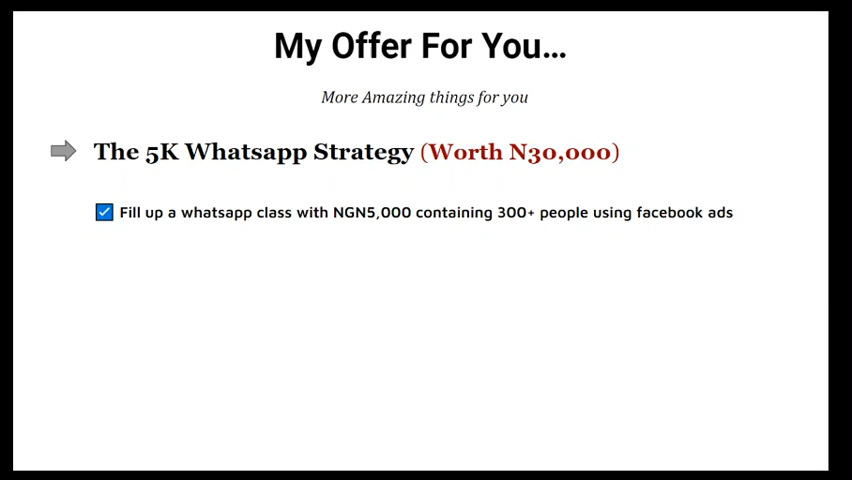 My Offer For You...
More Amazing things for you
The 5K Whatsapp Strategy (Worth N30,000)
Fill up a whatsapp class with NGN5,000 containing 300+ people using facebook ads